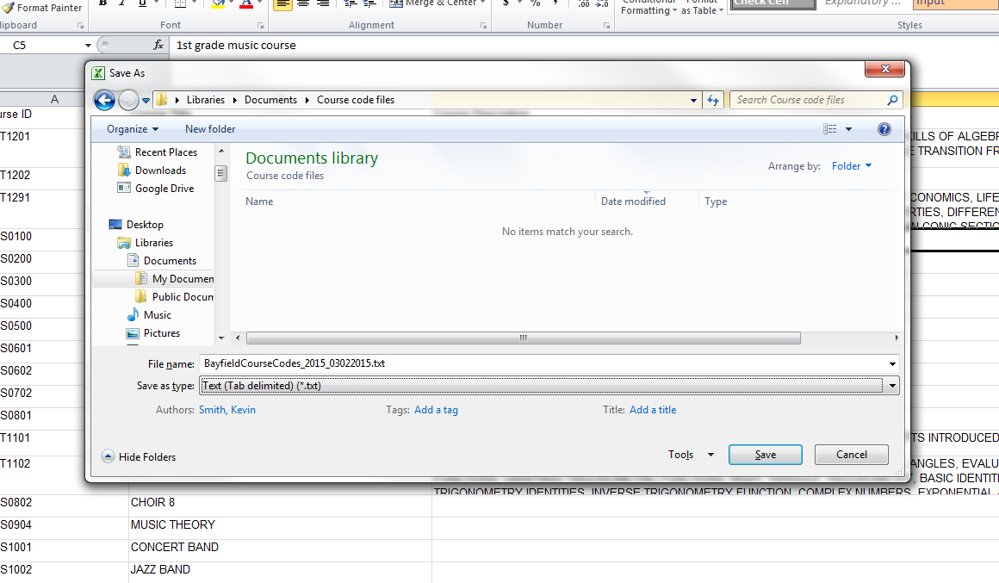 Format Painter
B I U A
Merge & Center
$ % ,
.00 .0
Conditional Format
Formatting as Table
Check Cell Explanatory ... Input
lipboard Font Alignment Number Styles
C5 fx 1st grade music course
Save As
Libraries Documents Course code files Search Course code files
A
urse ID
Organize New folder
T1201
KILLS OF ALGEBR
E TRANSITION FR
Recent Places
Downloads
Google Drive
Desktop
Libraries
Documents
My Documen
Public Docum
Music
Pictures
Documents library
Course code files
Arrange by: Folder
Name Date modified Type
No items match your search.
T1202
T1291
CONOMICS, LIFE
RTIES, DIFFEREN
N CONIC SECTIO
S0100
S0200
S0300
S0400
S0500
S0601
S0602
S0702
S0801
File name: BayfieldCourseCodes_2015_03022015.txt
Save as type: Text (Tab delimited) (*.txt)
Authors: Smith, Kevin Tags: Add a tag Title: Add a title
Hide Folders Tools Save Cancel
T1101
TS INTRODUCED
T1102
ANGLES, EVALU
BASIC IDENTITI
TRIGONOMETRY IDENTITIES, INVERSE TRIGONOMETRY FUNCTION, COMPLEX NUMBERS, EXPONENTIAL
S0802 CHOIR 8
S0904 MUSIC THEORY
S1001 CONCERT BAND
S1002 JAZZ BAND